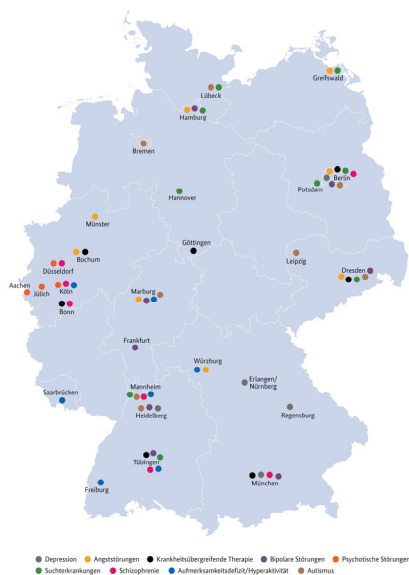 Greifswald
Lübeck
Hamburg
Bremen
Berlin
Potsdam
Hannover
Münster
Göttingen
Bochum
Leipzig
Düsseldorf
Dresden
Aachen
Jülich
Köln
Marburg
Bonn
Frankfurt
Würzburg
Erlangen/
Nürnberg
Saarbrücken
Mannheim
Regensburg
Heidelberg
Tübingen
Freiburg
München
Depression Angststörungen Krankheitsübergreifende Therapie Bipolare Störungen Psychotische Störungen
Suchterkrankungen Schizophrenie Aufmerksamkeitsdefizit/Hyperaktivität Autismus